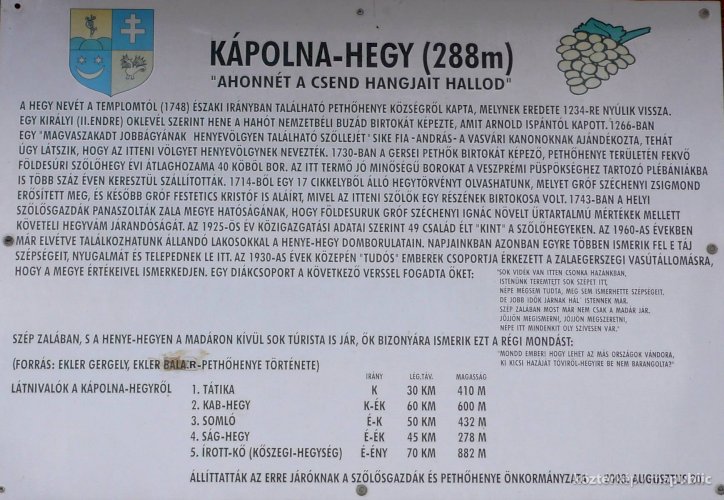 KÁPOLNA-HEGY (288m)
"AHONNÉT A CSEND HANGJAIT HALLOD"
A HEGY NEVÉT A TEMPLOMTÓL (1748) ÉSZAKI IRÁNYBAN TALÁLHATÓ PETHŐHENYE KÖZSÉGRŐL KAPTA, MELYNEK EREDETE 1234-RE NYÚLIK VISSZA.
EGY KIRÁLYI (II.ENDRE) OKLEVÉL SZERINT HENE A HAHÓT NEMZETBÉLI BUZÁD BIRTOKÁT KÉPEZTE, AMIT ARNOLD ISPÁNTÓL KAPOTT. 1266-BAN
EGY "MAGVASZAKADT JOBBÁGYÁNAK HENYEVÖLGYEN TALÁLHATÓ SZŐLLEJÉT" SIKE FIA -ANDRÁS- A VASVÁRI KANONOKNAK AJÁNDÉKOZTA, TEHÁT
ÚGY LÁTSZIK, HOGY AZ ITTENI VÖLGYET HENYEVÖLGYNEK NEVEZTÉK. 1730-BAN A GERSEI PETHŐK BIRTOKÁT KÉPEZŐ, PETHŐHENYE TERÜLETÉN FEKVŐ
FÖLDESÚRI SZŐLŐHEGY ÉVI ÁTLAGHOZAMA 40 KÖBÖL BOR. AZ ITT TERMŐ JÓ MINŐSÉGŰ BOROKAT A VESZPRÉMI PÜSPÖKSÉGHEZ TARTOZÓ PLÉBÁNIÁKBA
IS TÖBB SZÁZ ÉVEN KERESZTÜL SZÁLLÍTOTTÁK. 1714-BŐL EGY 17 CIKKELYBŐL ÁLLÓ HEGYTÖRVÉNYT OLVASHATUNK, MELYET GRÓF SZÉCHENYI ZSIGMOND
ERŐSÍTETT MEG, ÉS KÉSŐBB GRÓF FESTETICS KRISTÓF IS ALÁÍRT, MIVEL AZ ITTENI SZŐLŐK EGY RÉSZÉNEK BIRTOKOSA VOLT. 1743-BAN A HELYI
SZŐLŐSGAZDÁK PANASZOLTÁK ZALA MEGYE HATÓSÁGÁNAK, HOGY FÖLDESURUK GRÓF SZÉCHENYI IGNÁC NÖVELT ŰRTARTALMÚ MÉRTÉKEK MELLETT
KÖVETELI HEGYVÁM JÁRANDÓSÁGÁT. AZ 1925-ÖS ÉV KÖZIGAZGATÁSI ADATAI SZERINT 49 CSALÁD ÉLT "KINT" A SZŐLŐHEGYEKEN. AZ 1960-AS ÉVEKBEN
MÁR ELVÉTVE TALÁLKOZHATUNK ÁLLANDÓ LAKOSOKKAL A HENYE-HEGY DOMBORULATAIN. NAPJAINKBAN AZONBAN EGYRE TÖBBEN ISMERIK FEL E TÁJ
SZÉPSÉGEIT, NYUGALMÁT ÉS TELEPEDNEK LE ITT. AZ 1930-AS ÉVEK KÖZEPÉN "TUDÓS" EMBEREK CSOPORTJA ÉRKEZETT A ZALAEGERSZEGI VASÚTÁLLOMÁSRA,
HOGY A MEGYE ÉRTÉKEIVEL ISMERKEDJEN. EGY DIÁKCSOPORT A KÖVETKEZŐ VERSSEL FOGADTA ŐKET:
"SOK VIDÉK VAN ITTEN CSONKA HAZÁNKBAN,
ISTENÜNK TEREMTETT SOK SZÉPET ITT,
NÉPE MÉGSEM TUDTA, MÉG SEM ISMERHETTE SZÉPSÉGEIT.
DE JOBB IDŐK JÁRNAK HÁL' ISTENNEK MÁR.
SZÉP ZALÁBAN MOST MÁR NEM CSAK A MADÁR JÁR.
JÖJJÖN MEGISMERNI, JÖJJÖN MEGSZERETNI,
NÉPE ITT MINDENKIT OLY SZÍVESEN VÁR."
SZÉP ZALÁBAN, S A HENYE-HEGYEN A MADÁRON KÍVÜL SOK TÚRISTA IS JÁR, ŐK BIZONYÁRA ISMERIK EZT A RÉGI MONDÁST:
"MONDD EMBER! HOGY LEHET AZ MÁS ORSZÁGOK VÁNDORA,
KI KICSI HAZÁJÁT TÖVIRŐL-HEGYIRE BE NEM BARANGOLTA?"
(FORRÁS: EKLER GERGELY, EKLER -PETHŐHENYE TÖRTÉNETE)
LÁTNIVALÓK A KÁPOLNA-HEGYRŐL
IRÁNY LÉG.TÁV. MAGASSÁG
1. TÁTIKA K 30 KM 410 M
2. KAB-HEGY K-ÉK 60 KM 600 M
3. SOMLÓ É-K 50 KM 432 M
4. SÁG-HEGY É-ÉK 45 KM 278 M
5. ÍROTT-KŐ (KŐSZEGI-HEGYSÉG) É-ÉNY 70 KM 882 M
ÁLLÍTTATTÁK AZ ERRE JÁRÓKNAK A SZŐLŐSGAZDÁK ÉS PETHŐHENYE ÖNKORMÁNYZATA 2003. AUGUSZTUS